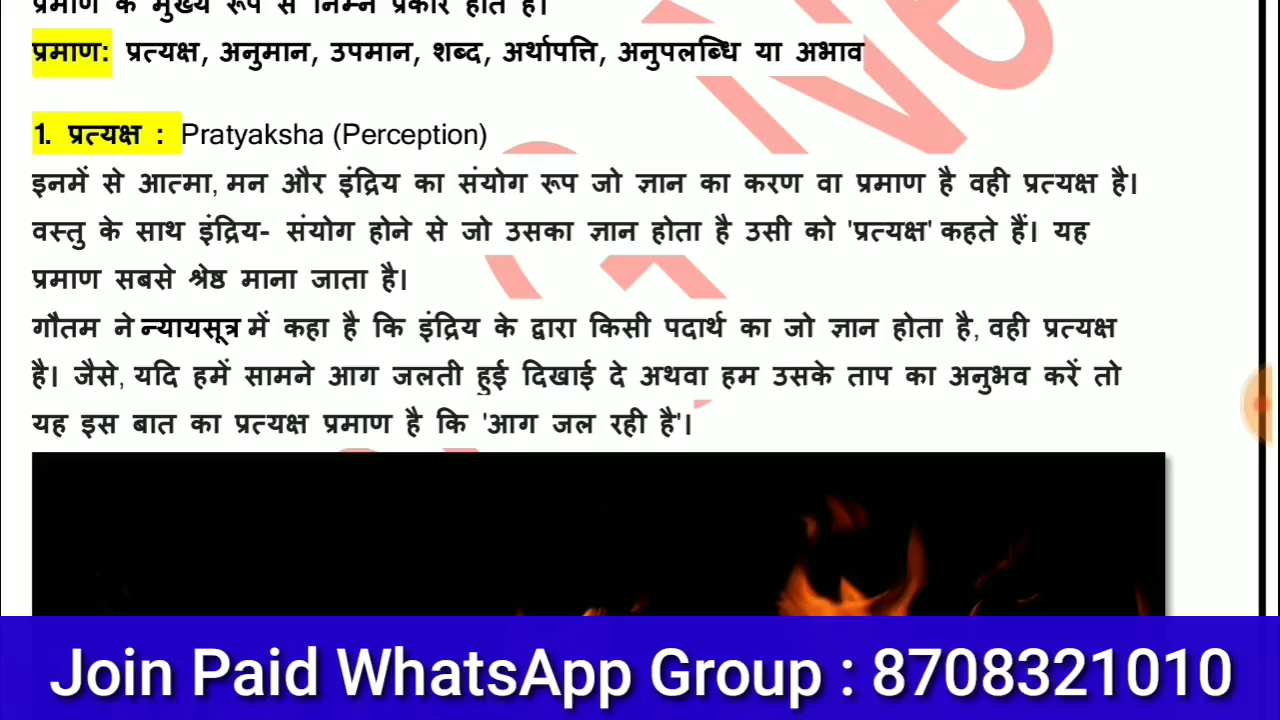 प्रमाण के मुख्य रूप से निम्न प्रकार होते हैं।
प्रमाण: प्रत्यक्ष, अनुमान, उपमान, शब्द, अर्थापत्ति, अनुपलब्धि या अभाव
1. प्रत्यक्ष : Pratyaksha (Perception)
इनमें से आत्मा, मन और इंद्रिय का संयोग रूप जो ज्ञान का करण वा प्रमाण है वही प्रत्यक्ष है।
वस्तु के साथ इंद्रिय- संयोग होने से जो उसका ज्ञान होता है उसी को 'प्रत्यक्ष' कहते हैं। यह
प्रमाण सबसे श्रेष्ठ माना जाता है।
गौतम ने न्यायसूत्र में कहा है कि इंद्रिय के द्वारा किसी पदार्थ का जो ज्ञान होता है, वही प्रत्यक्ष
है। जैसे, यदि हमें सामने आग जलती हुई दिखाई दे अथवा हम उसके ताप का अनुभव करें तो
यह इस बात का प्रत्यक्ष प्रमाण है कि 'आग जल रही है'।
Join Paid WhatsApp Group : 8708321010